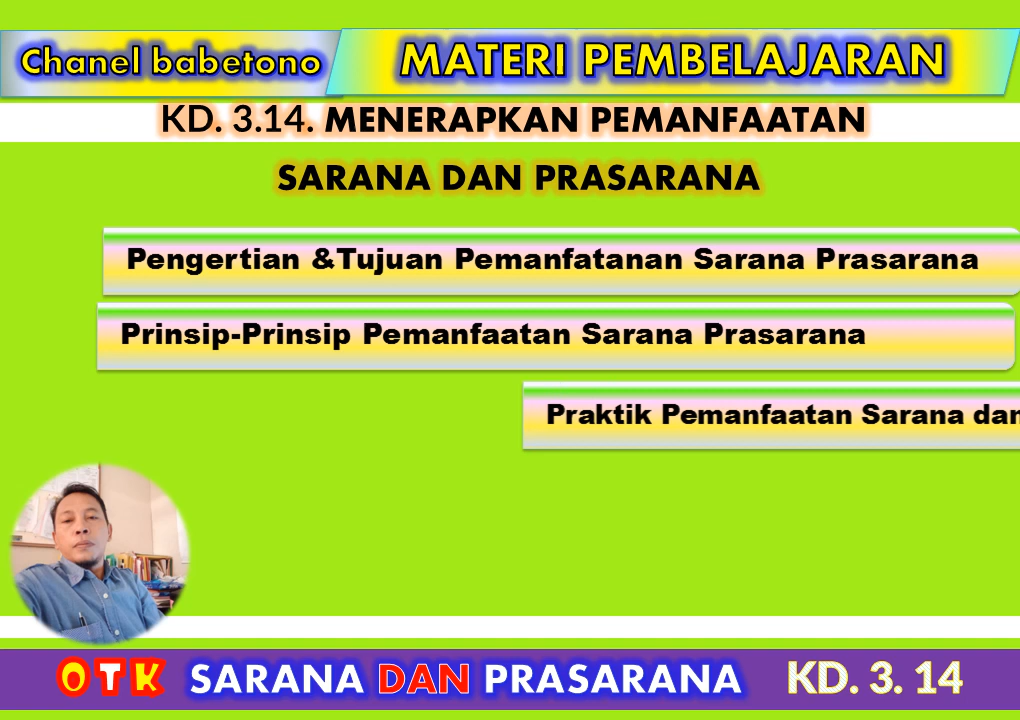 Chanel babetono
MATERI PEMBELAJARAN
KD. 3.14. MENERAPKAN PEMANFAATAN
SARANA DAN PRASARANA
Pengertian &Tujuan Pemanfatanan Sarana Prasarana
Prinsip-Prinsip Pemanfaatan Sarana Prasarana
Praktik Pemanfaatan Sarana dan
OTK SARANA DAN PRASARANA KD. 3. 14